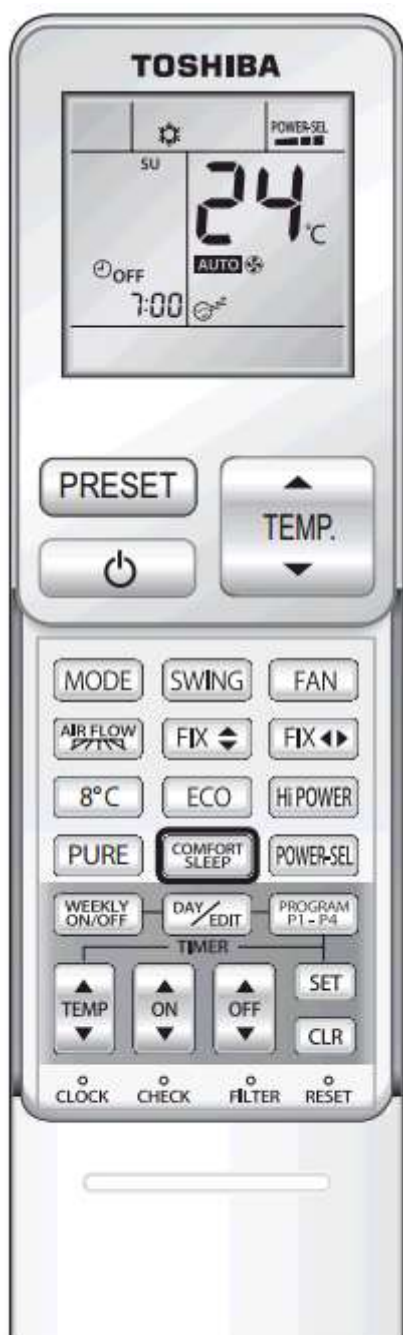 TOSHIBA
POWER-SEL
SU
24°C
OFF
AUTO
7:00
PRESET
TEMP.
MODE SWING FAN
AIR FLOW FIX FIX
8°C ECO Hi POWER
PURE COMFORT SLEEP POWER-SEL
WEEKLY ON/OFF DAY/EDIT PROGRAM P1-P4
TIMER
TEMP ON OFF SET
CLR
CLOCK CHECK FILTER RESET